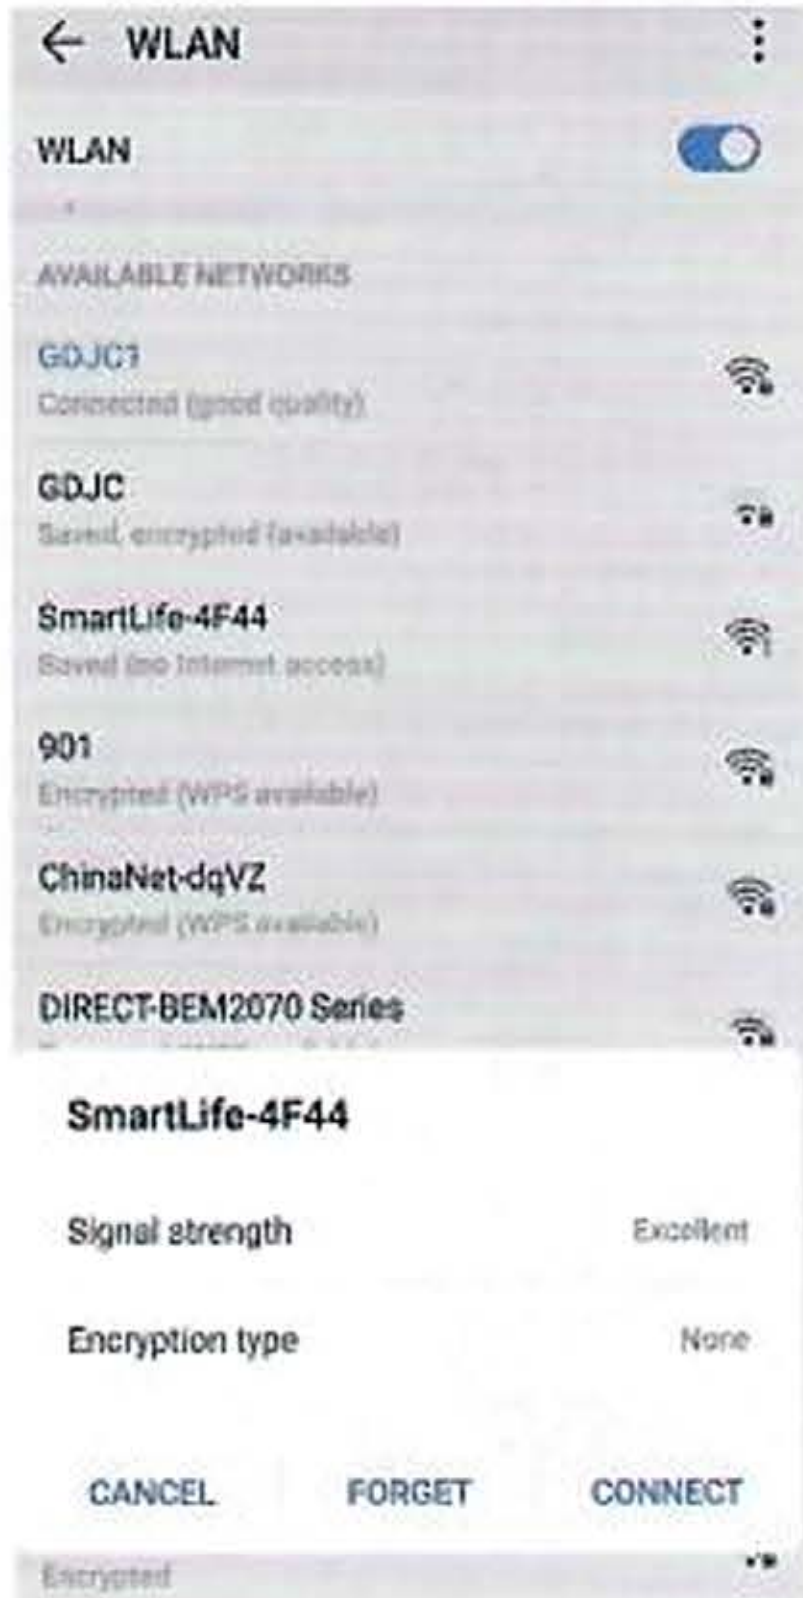 WLAN
WLAN
AVAILABLE NETWORKS
GDJC1
Connected (good quality)
GDJC
Saved, encrypted (available)
SmartLife-4F44
Saved (no Internet access)
901
Encrypted (WPS available)
ChinaNet-dqVZ
Encrypted (WPS available)
DIRECT-BEM2070 Series
SmartLife-4F44
Signal strength Excellent
Encryption type None
CANCEL FORGET CONNECT
Encrypted